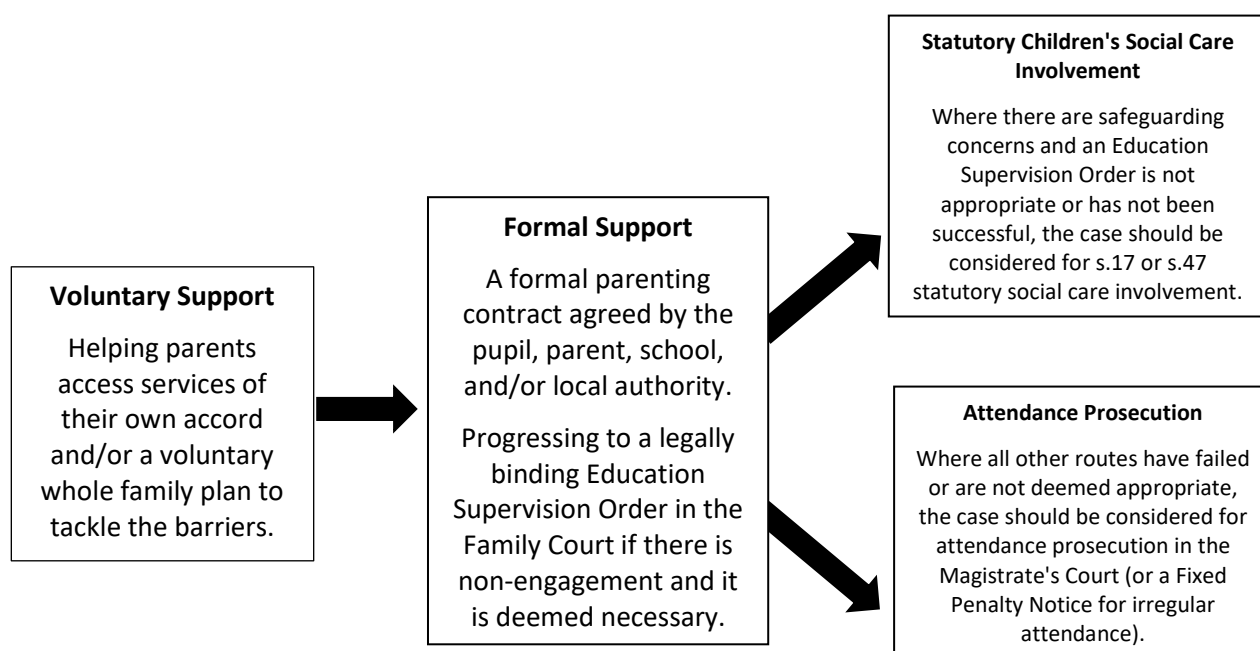 Voluntary Support
Helping parents
access services of
their own accord
and/or a voluntary
whole family plan to
tackle the barriers.
Formal Support
A formal parenting
contract agreed by the
pupil, parent, school,
and/or local authority.
Progressing to a legally
binding Education
Supervision Order in the
Family Court if there is
non-engagement and it
is deemed necessary.
Statutory Children's Social Care
Involvement
Where there are safeguarding
concerns and an Education
Supervision Order is not
appropriate or has not been
successful, the case should be
considered for s.17 or s.47
statutory social care involvement.
Attendance Prosecution
Where all other routes have failed
or are not deemed appropriate,
the case should be considered for
attendance prosecution in the
Magistrate's Court (or a Fixed
Penalty Notice for irregular
attendance).